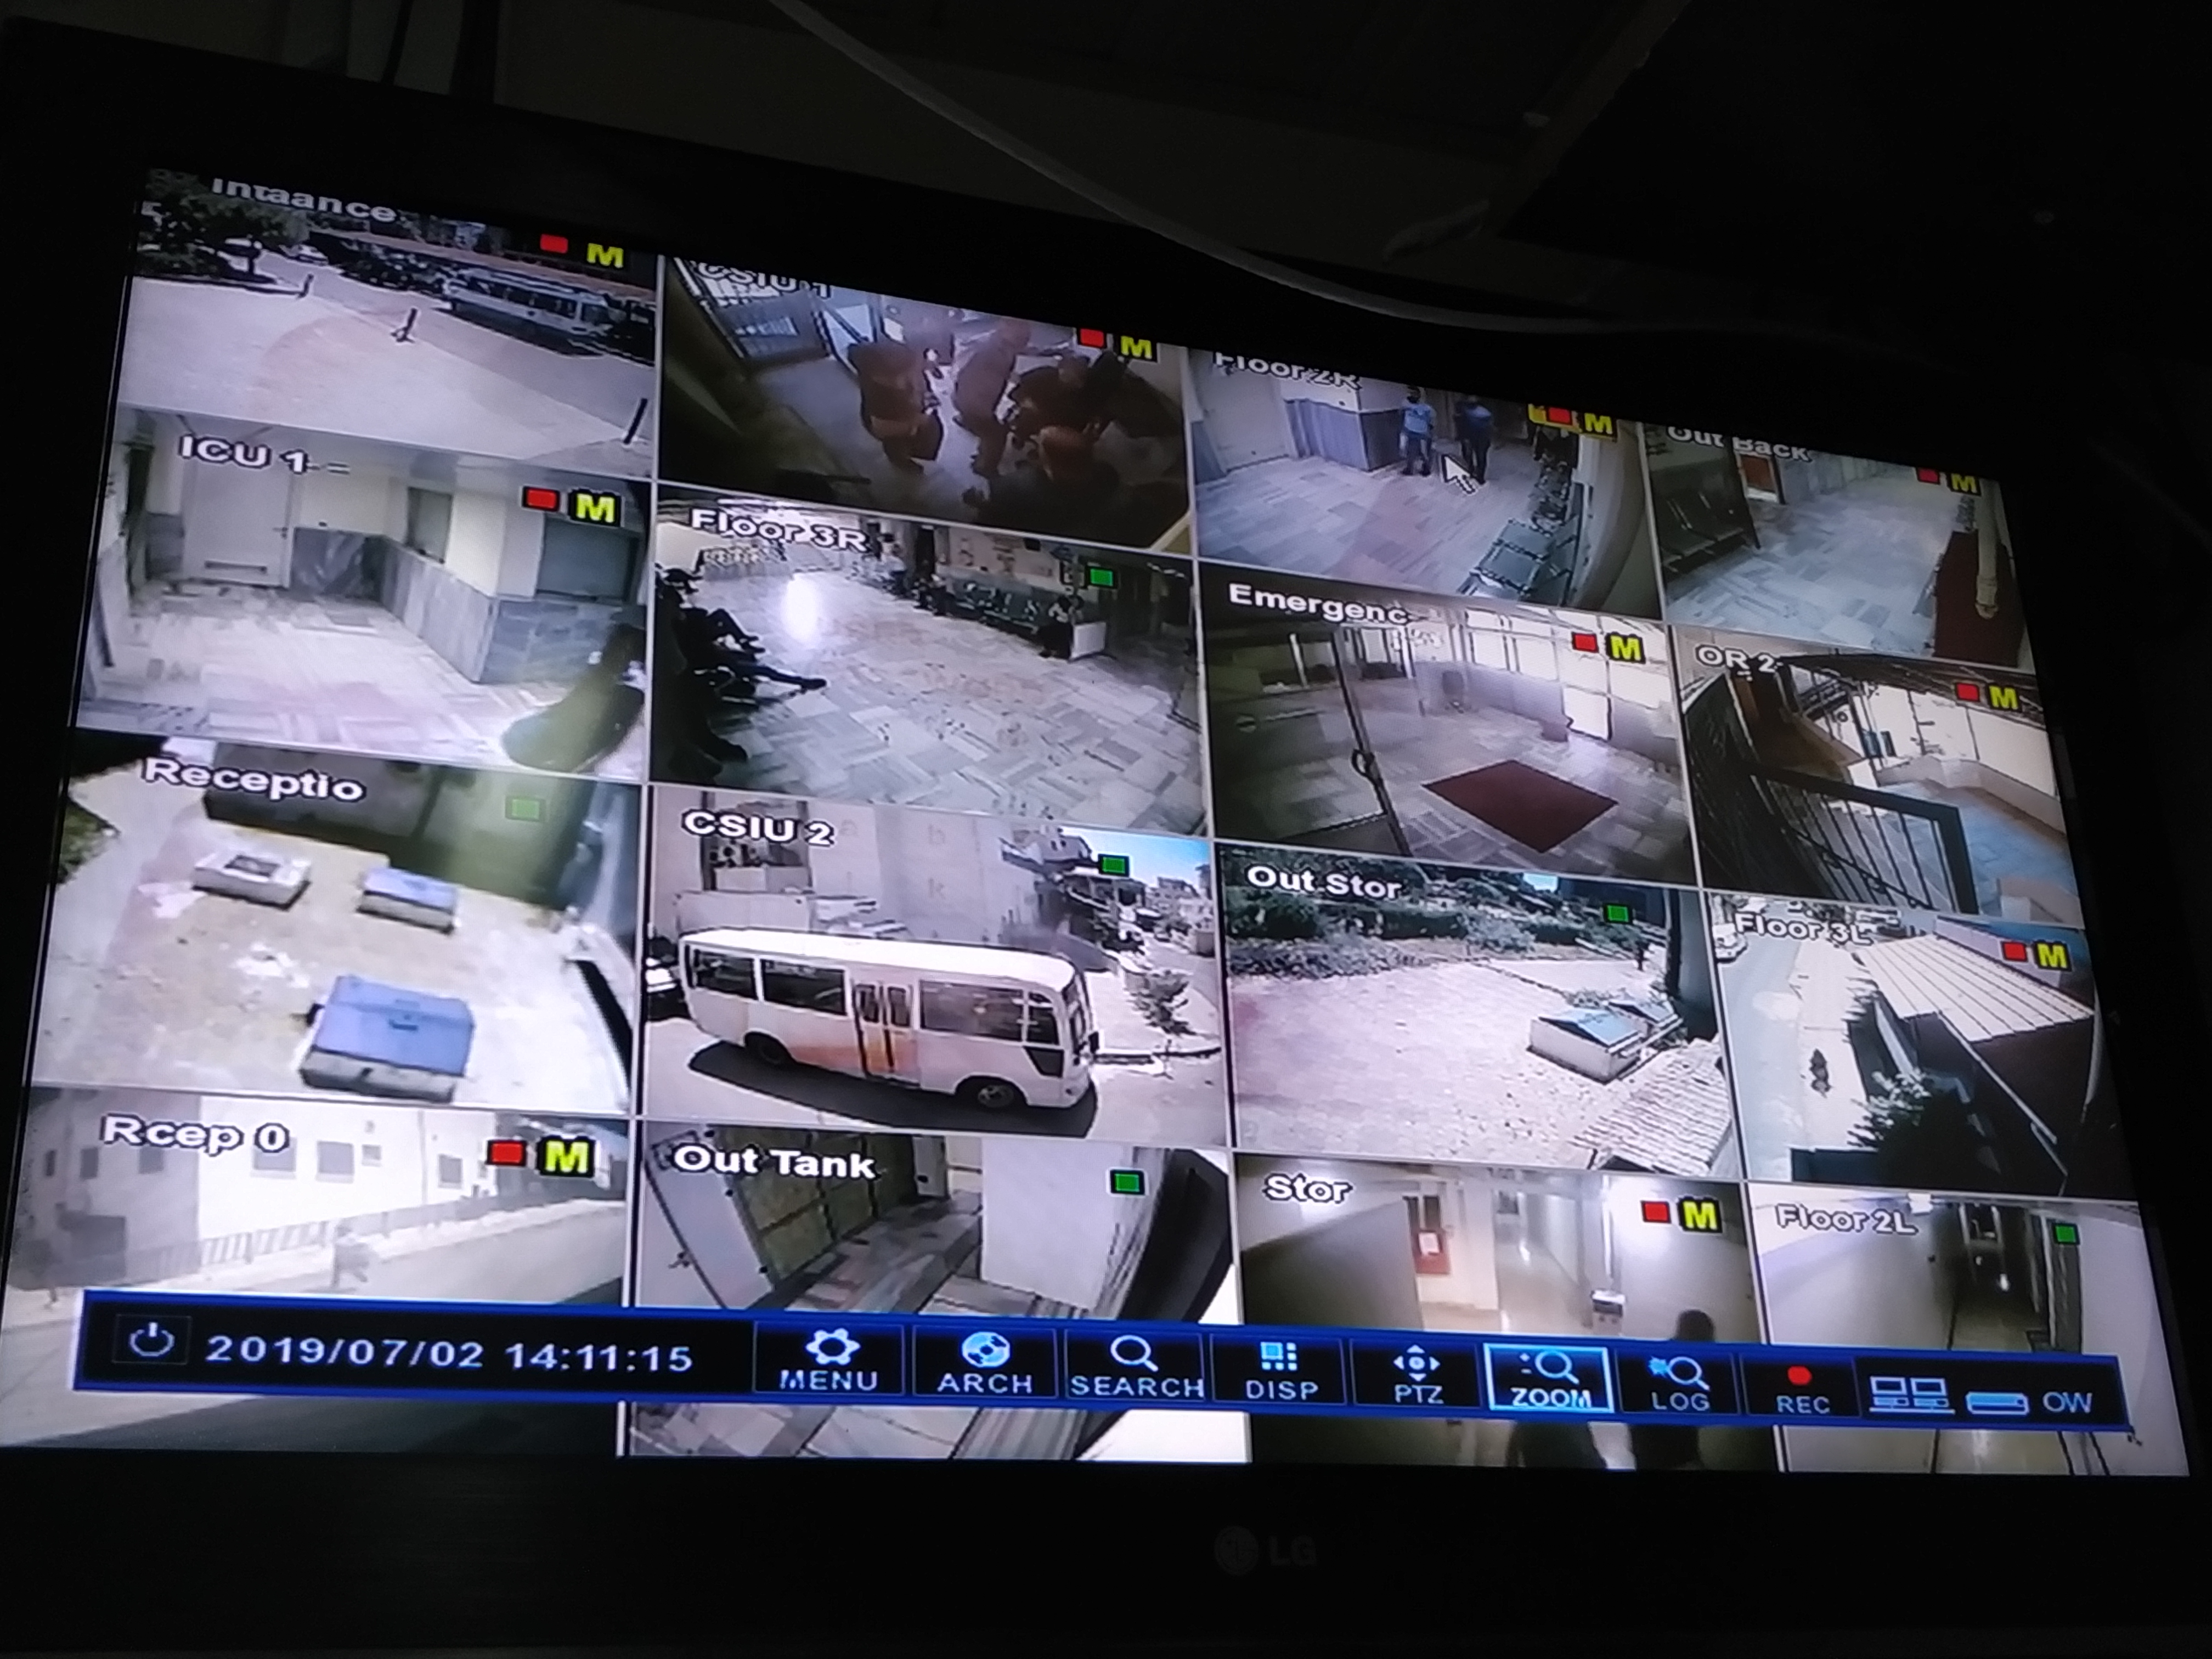 Intaance
M
CSIU 1
M
Floor 2R
M
Out Back
M
ICU 1
M
Floor 3R
Emergenc
M
OR 2
M
Receptio
CSIU 2
Out Stor
Floor 3L
M
Rcep 0
M
Out Tank
Stor
M
Floor 2L
2019/07/02 14:11:15
MENU
ARCH
SEARCH
DISP
PTZ
ZOOM
LOG
REC
OW
LG